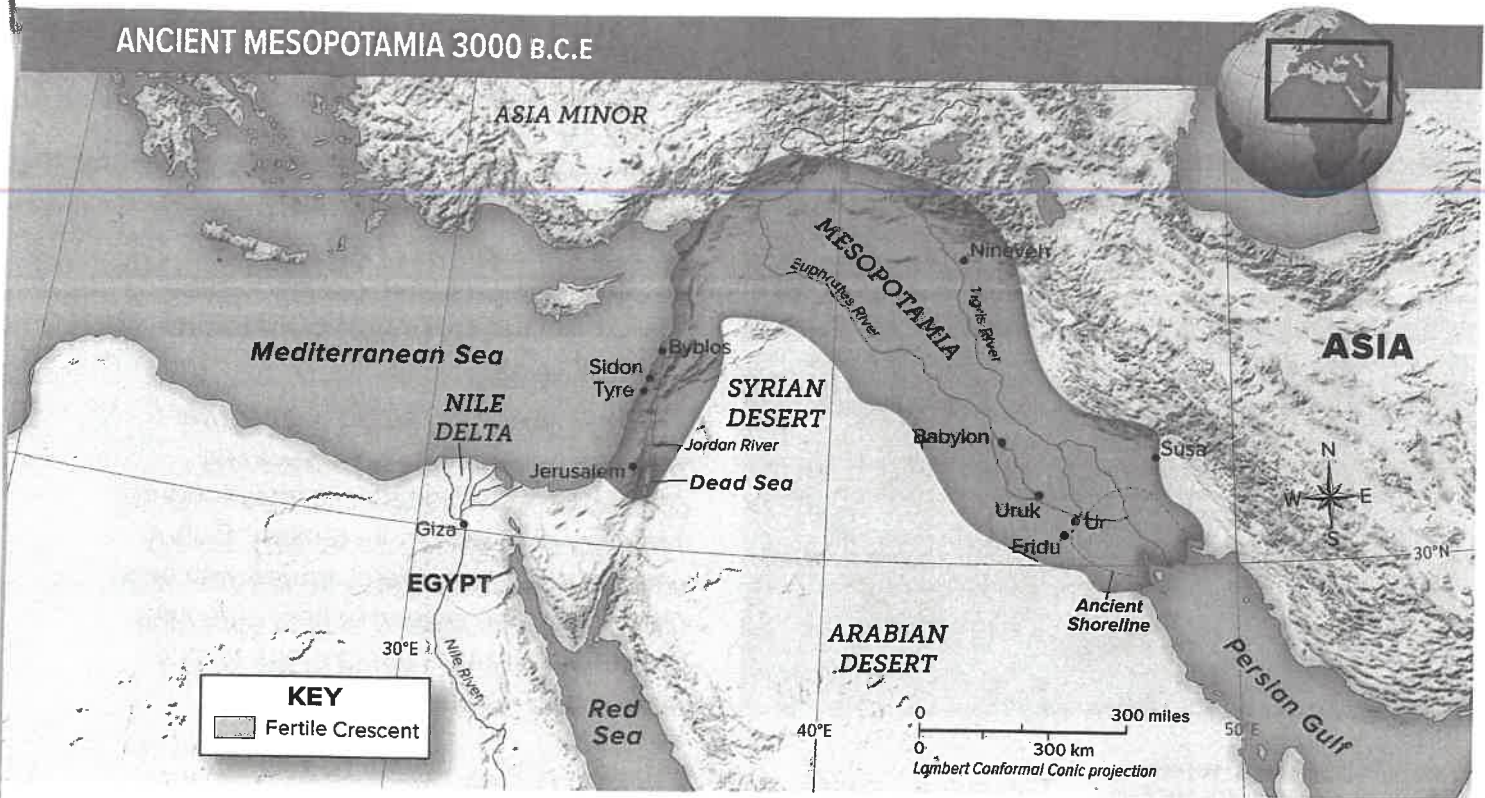 ANCIENT MESOPOTAMIA 3000 B.C.E
ASIA MINOR
MESOPOTAMIA
Nineveh
Euphrates River
Tigris River
ASIA
Mediterranean Sea
Byblos
Sidon
Tyre
SYRIAN
DESERT
NILE
DELTA
Jordan River
Babylon
Susa
Jerusalem
Dead Sea
N
W
E
S
Uruk
Ur
Giza
Eridu
30°N
EGYPT
Ancient
Shoreline
ARABIAN
DESERT
30°E
Nile River
Persian Gulf
KEY
Fertile Crescent
Red
Sea
0
300 miles
40°E
50°E
0
300 km
Lambert Conformal Conic projection